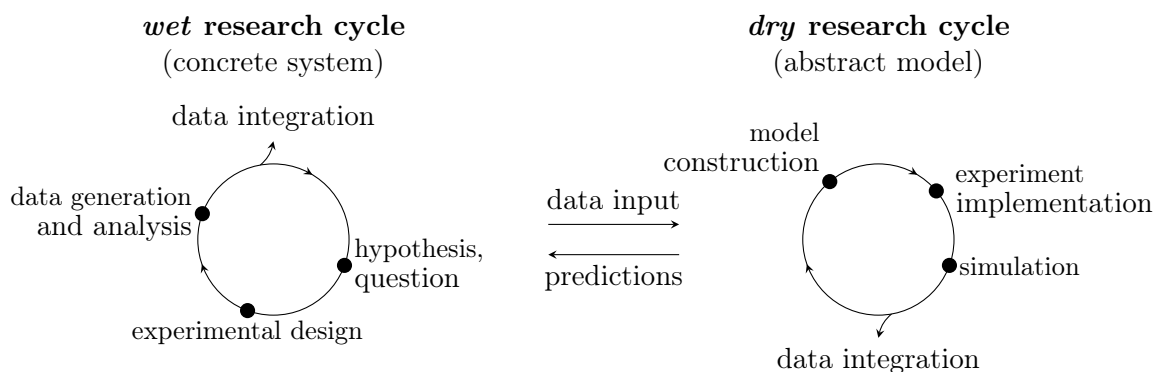 wet research cycle
(concrete system)
data integration
data generation
and analysis
hypothesis,
question
experimental design
data input
predictions
dry research cycle
(abstract model)
model
construction
experiment
implementation
simulation
data integration